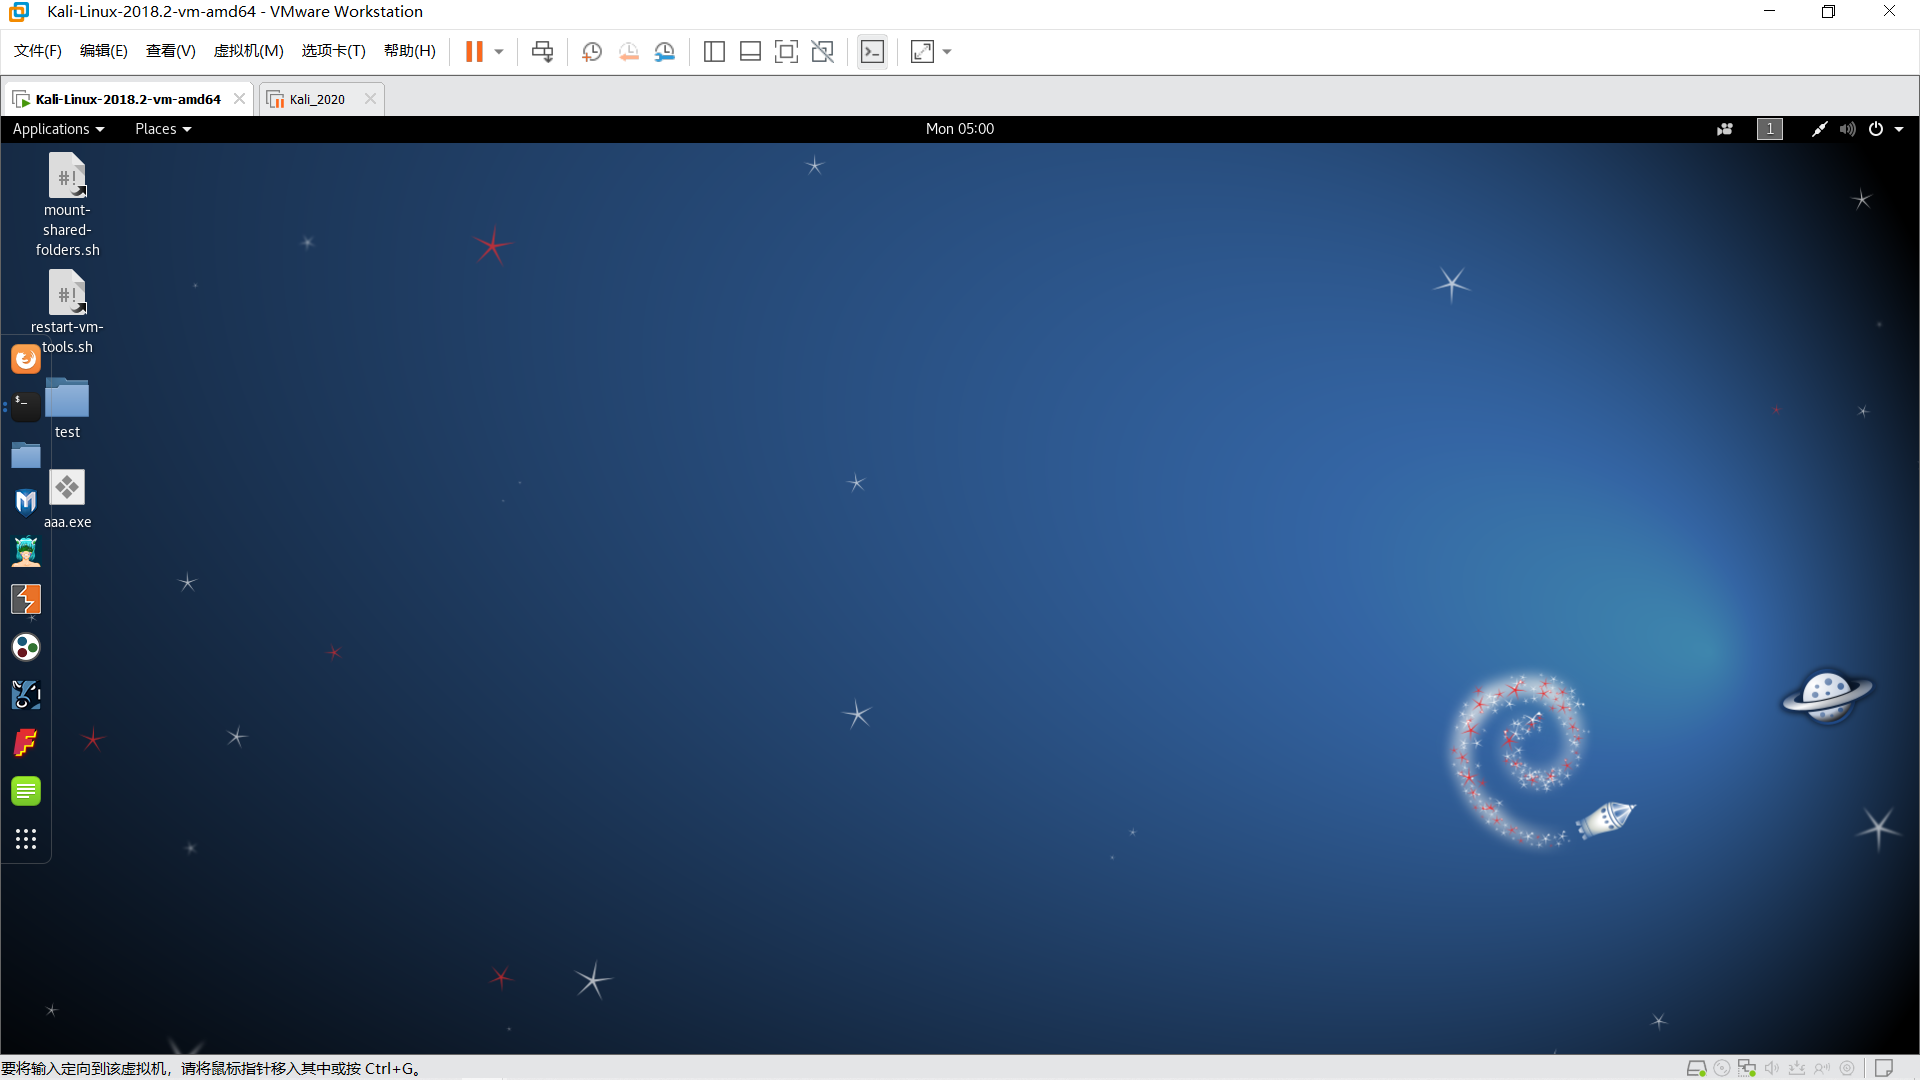 Kali-Linux-2018.2-vm-amd64 - VMware Workstation
文件(F) 编辑(E) 查看(V) 虚拟机(M) 选项卡(T) 帮助(H)
Kali-Linux-2018.2-vm-amd64 Kali_2020
Applications Places Mon 05:00 1
#!
mount-
shared-
folders.sh
#!
restart-vm-
tools.sh
$_
test
aaa.exe
要将输入定向到该虚拟机，请将鼠标指针移入其中或按 Ctrl+G。